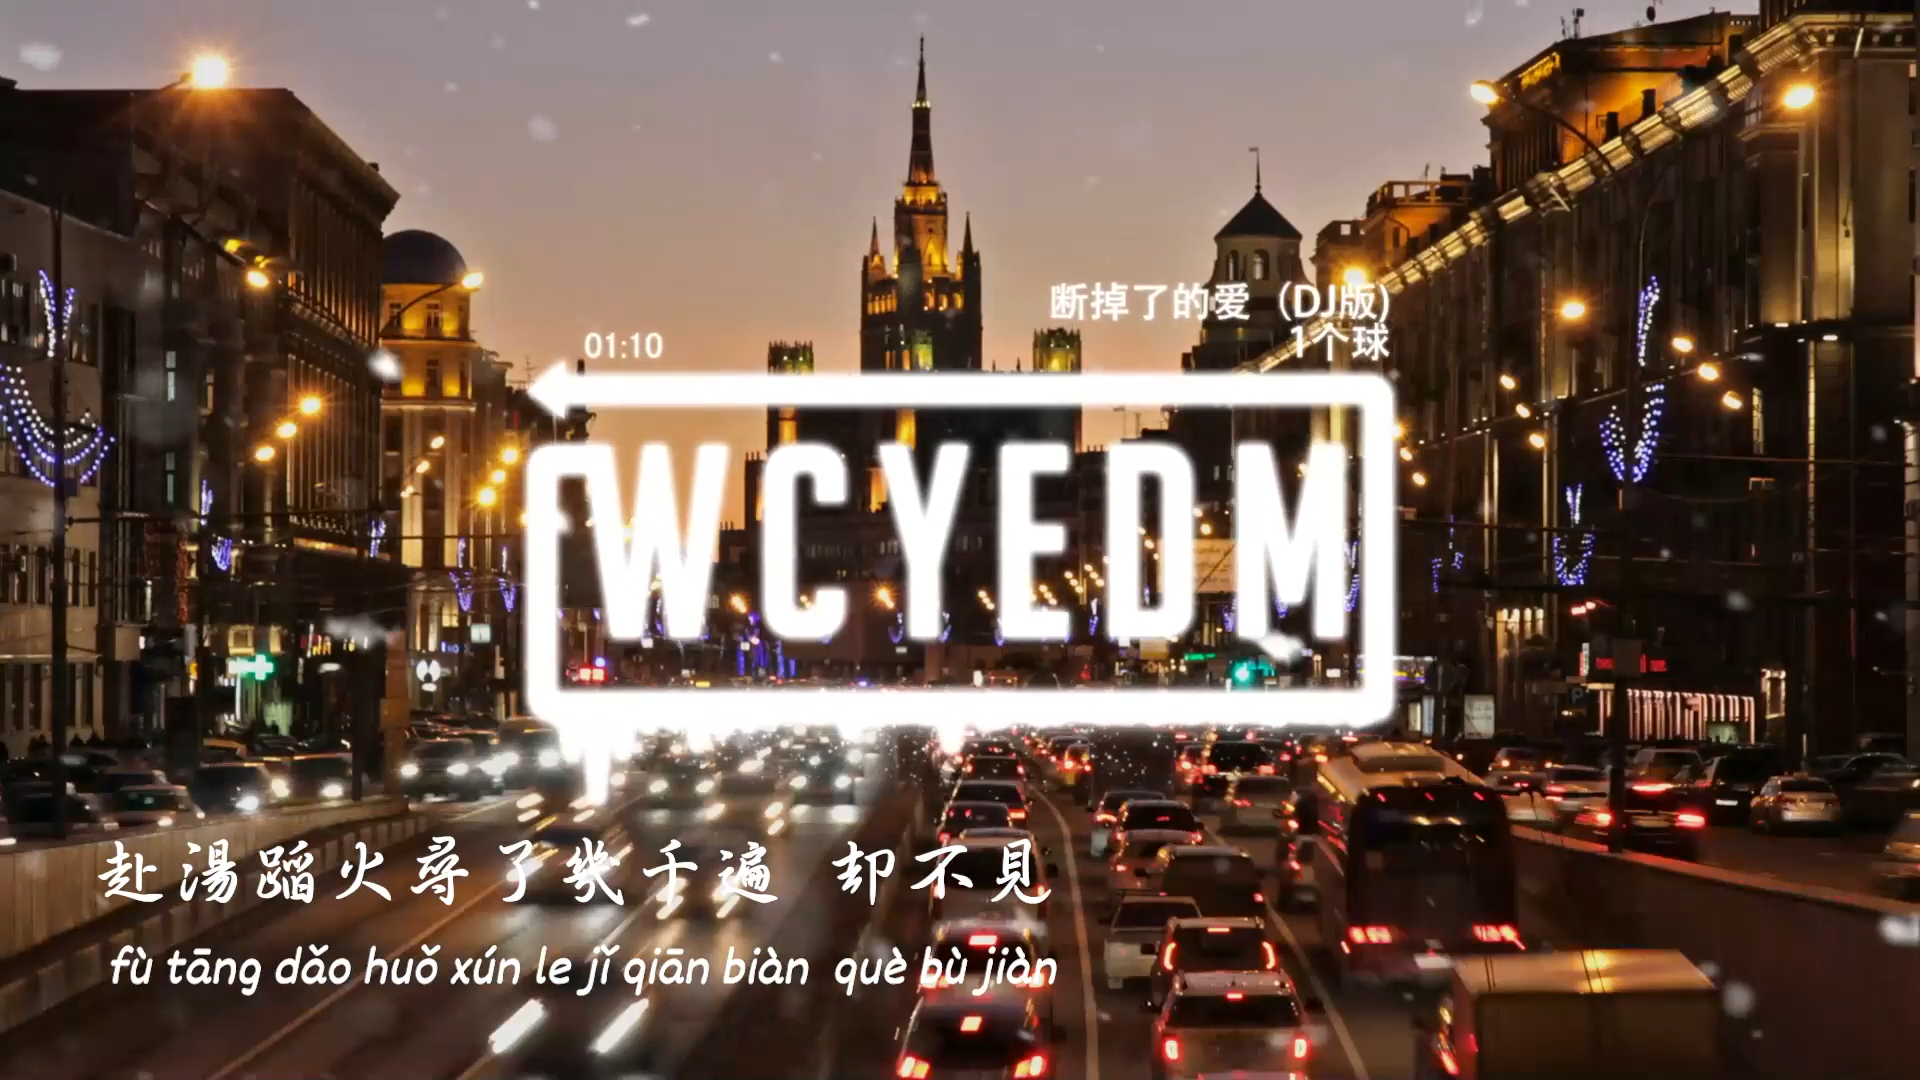 断掉了的爱（DJ版)
1个球
01:10
WCYEDM
赴湯蹈火尋了幾千遍 却不見
fù tāng dǎo huǒ xún le jǐ qiān biàn què bù jiàn